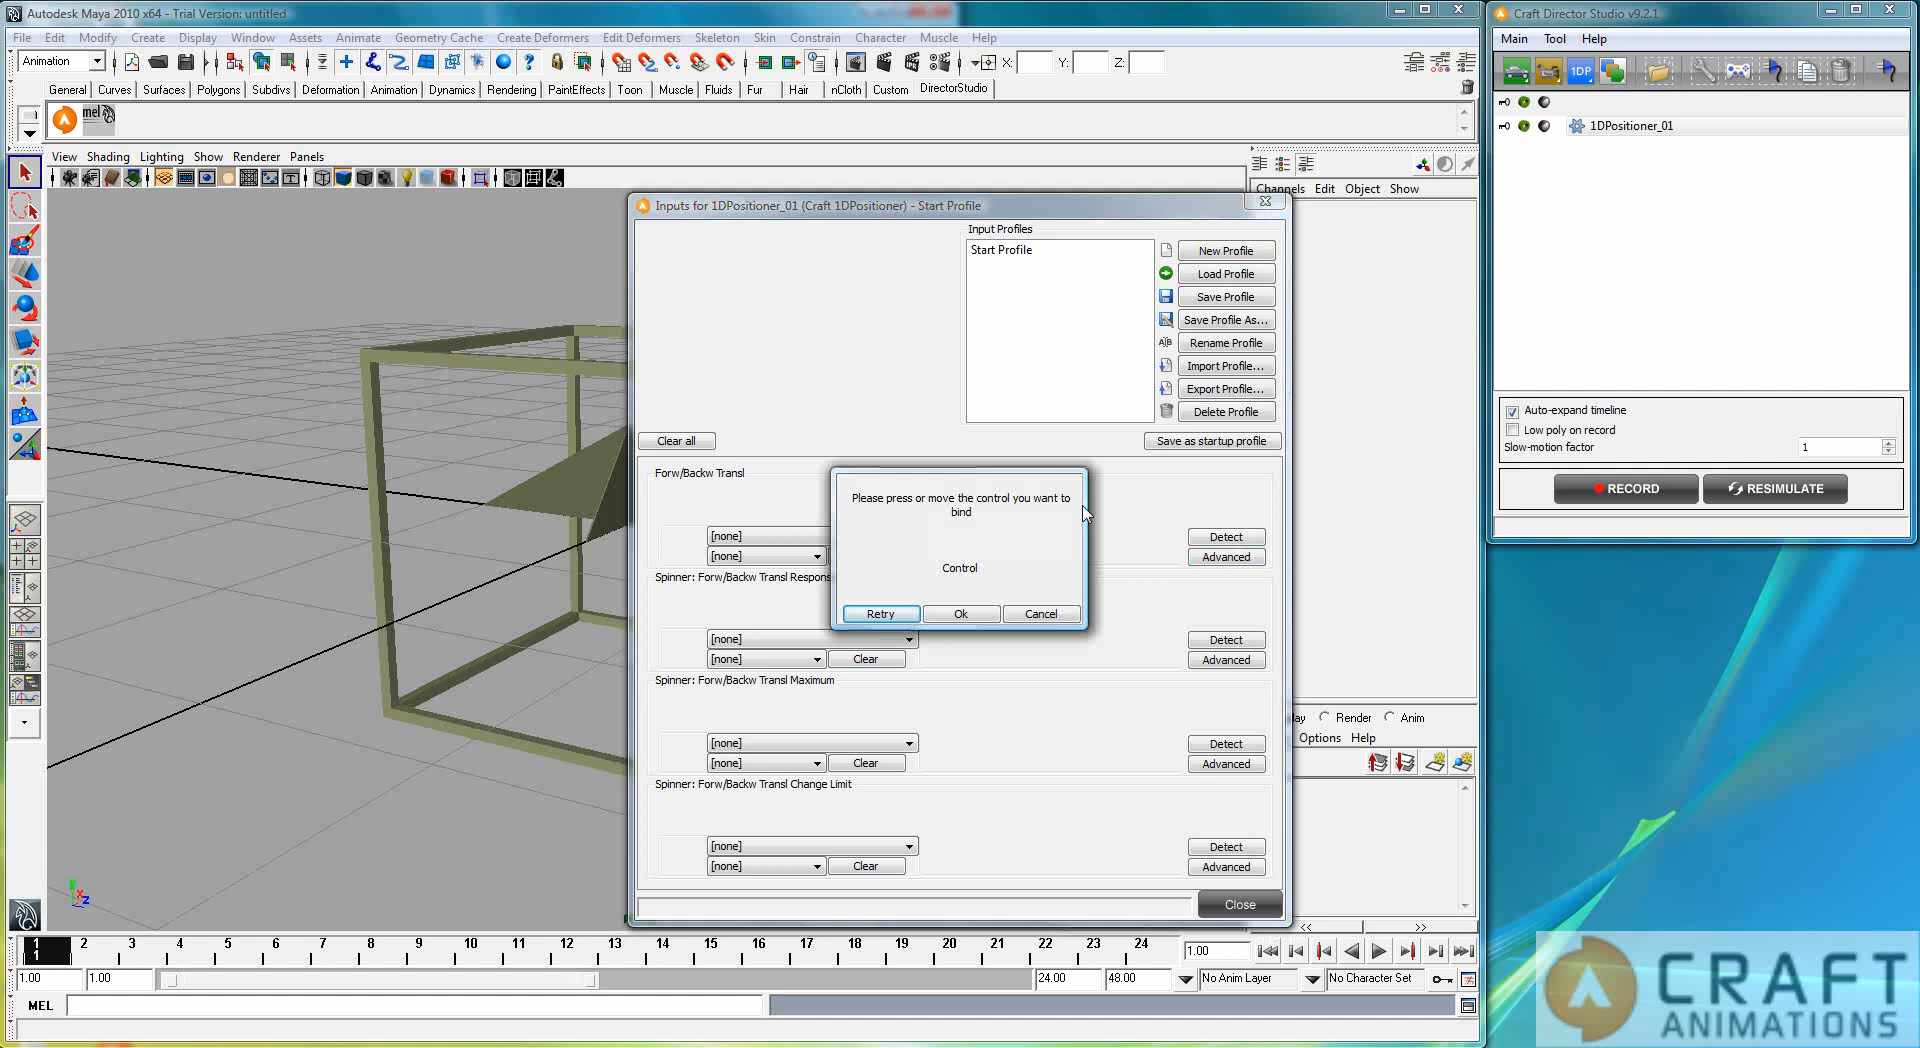 Autodesk Maya 2010 x64 - Trial Version: untitled
File Edit Modify Create Display Window Assets Animate Geometry Cache Create Deformers Edit Deformers Skeleton Skin Constrain Character Muscle Help
Animation X: Y: Z:
General Curves Surfaces Polygons Subdivs Deformation Animation Dynamics Rendering PaintEffects Toon Muscle Fluids Fur Hair nCloth Custom DirectorStudio
mel
View Shading Lighting Show Renderer Panels
Channels Edit Object Show
Inputs for 1DPositioner_01 (Craft 1DPositioner) - Start Profile
Input Profiles
Start Profile
New Profile
Load Profile
Save Profile
Save Profile As...
Rename Profile
Import Profile...
Export Profile...
Delete Profile
Clear all
Save as startup profile
Forw/Backw Transl
[none]
Detect
[none]
Advanced
Please press or move the control you want to
bind
Control
Retry Ok Cancel
Spinner: Forw/Backw Transl Respons
[none]
Detect
[none] Clear
Advanced
Spinner: Forw/Backw Transl Maximum
[none]
Detect
[none] Clear
Advanced
Spinner: Forw/Backw Transl Change Limit
[none]
Detect
[none] Clear
Advanced
Close
lay Render Anim
Options Help
<< >>
Craft Director Studio v9.2.1
Main Tool Help
1DP
1DPositioner_01
Auto-expand timeline
Low poly on record
Slow-motion factor 1
RECORD RESIMULATE
y x z
1 2 3 4 5 6 7 8 9 10 11 12 13 14 15 16 17 18 19 20 21 22 23 24
1
1.00
1.00 1.00 24.00 48.00 No Anim Layer No Character Set
MEL
CRAFT
ANIMATIONS